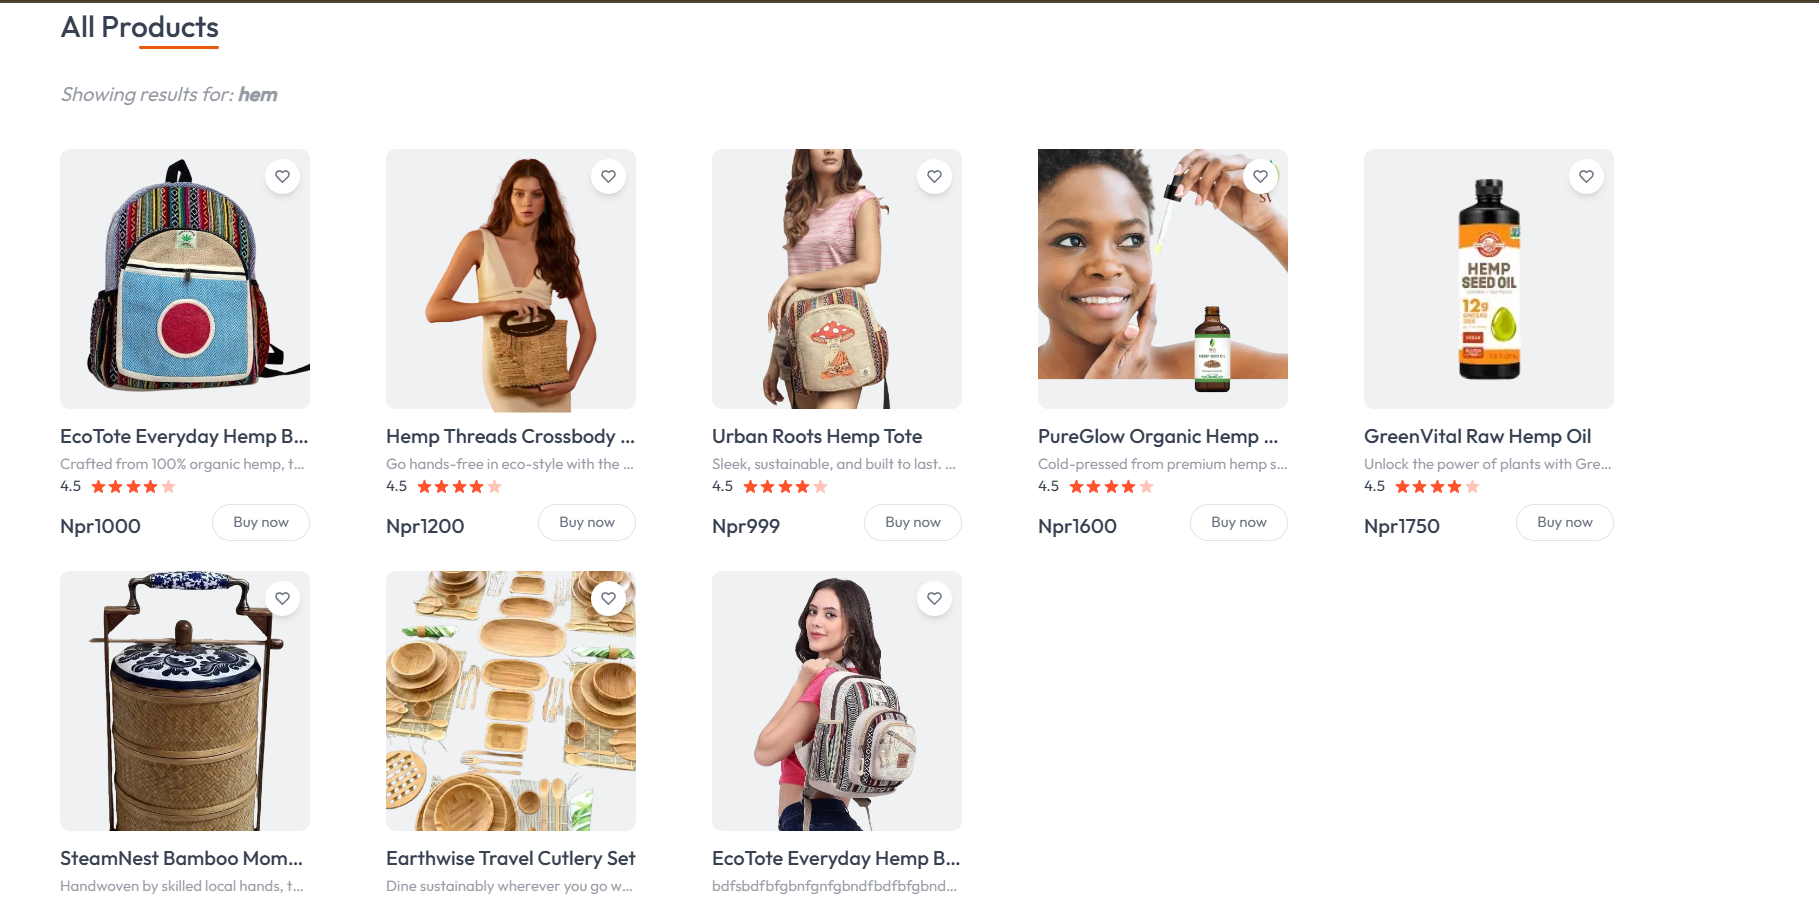 All Products
Showing results for: hem
HEMP
SEED OIL
12g
VEGAN
EcoTote Everyday Hemp B...
Hemp Threads Crossbody ...
Urban Roots Hemp Tote
PureGlow Organic Hemp ...
GreenVital Raw Hemp Oil
Crafted from 100% organic hemp, t...
Go hands-free in eco-style with the ...
Sleek, sustainable, and built to last. ...
Cold-pressed from premium hemp s...
Unlock the power of plants with Gre...
4.5
4.5
4.5
4.5
4.5
Npr1000
Buy now
Npr1200
Buy now
Npr999
Buy now
Npr1600
Buy now
Npr1750
Buy now
SteamNest Bamboo Mom...
Earthwise Travel Cutlery Set
EcoTote Everyday Hemp B...
Handwoven by skilled local hands, t...
Dine sustainably wherever you go w...
bdfsbdfbfgbnfgnfgbndfbdfbfgbnd...